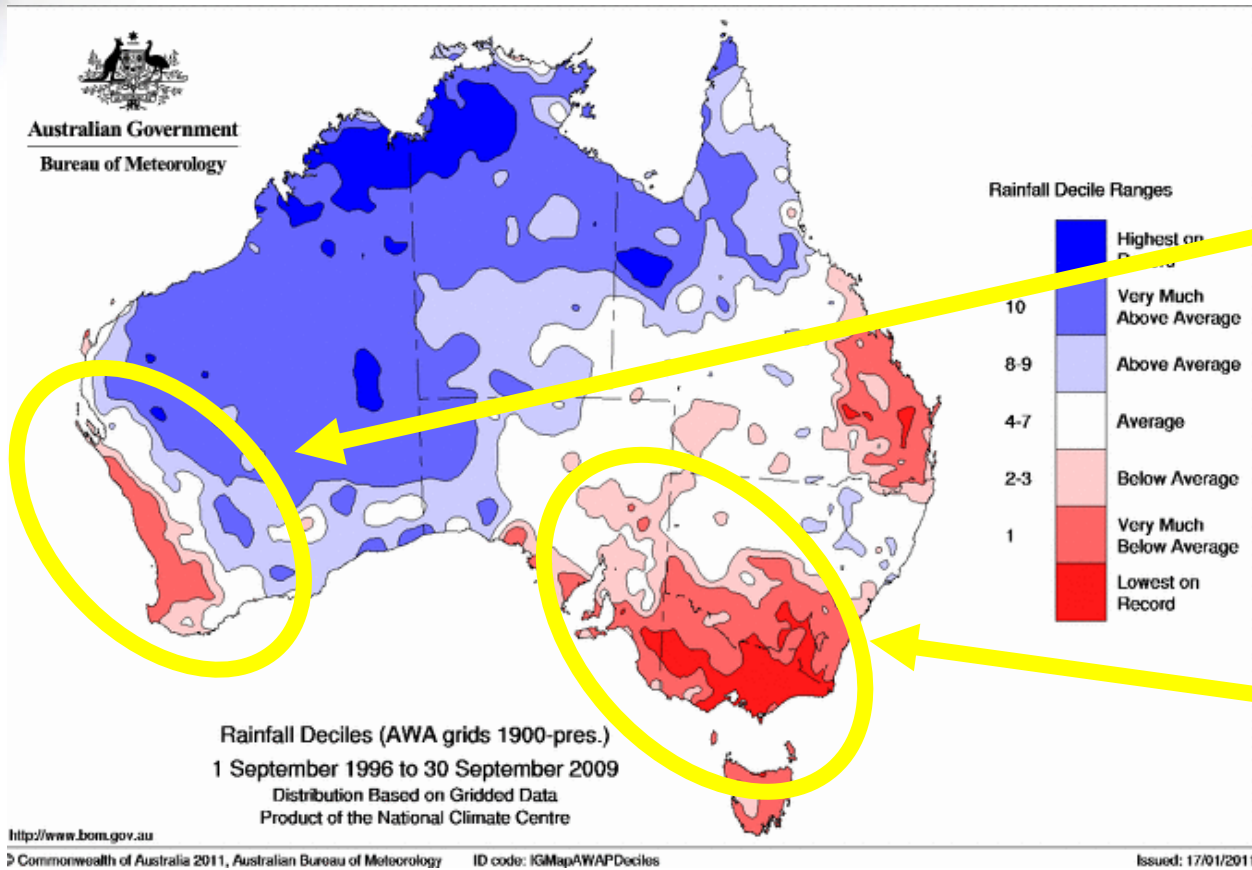 Australian Government
Bureau of Meteorology
Rainfall Decile Ranges
Highest on
10
Very Much
Above Average
8-9
Above Average
4-7
Average
2-3
Below Average
1
Very Much
Below Average
Lowest on
Record
Rainfall Deciles (AWA grids 1900-pres.)
1 September 1996 to 30 September 2009
Distribution Based on Gridded Data
Product of the National Climate Centre
http://www.bom.gov.au
© Commonwealth of Australia 2011, Australian Bureau of Meteorology
ID code: IGMapAWAPDeciles
Issued: 17/01/2011